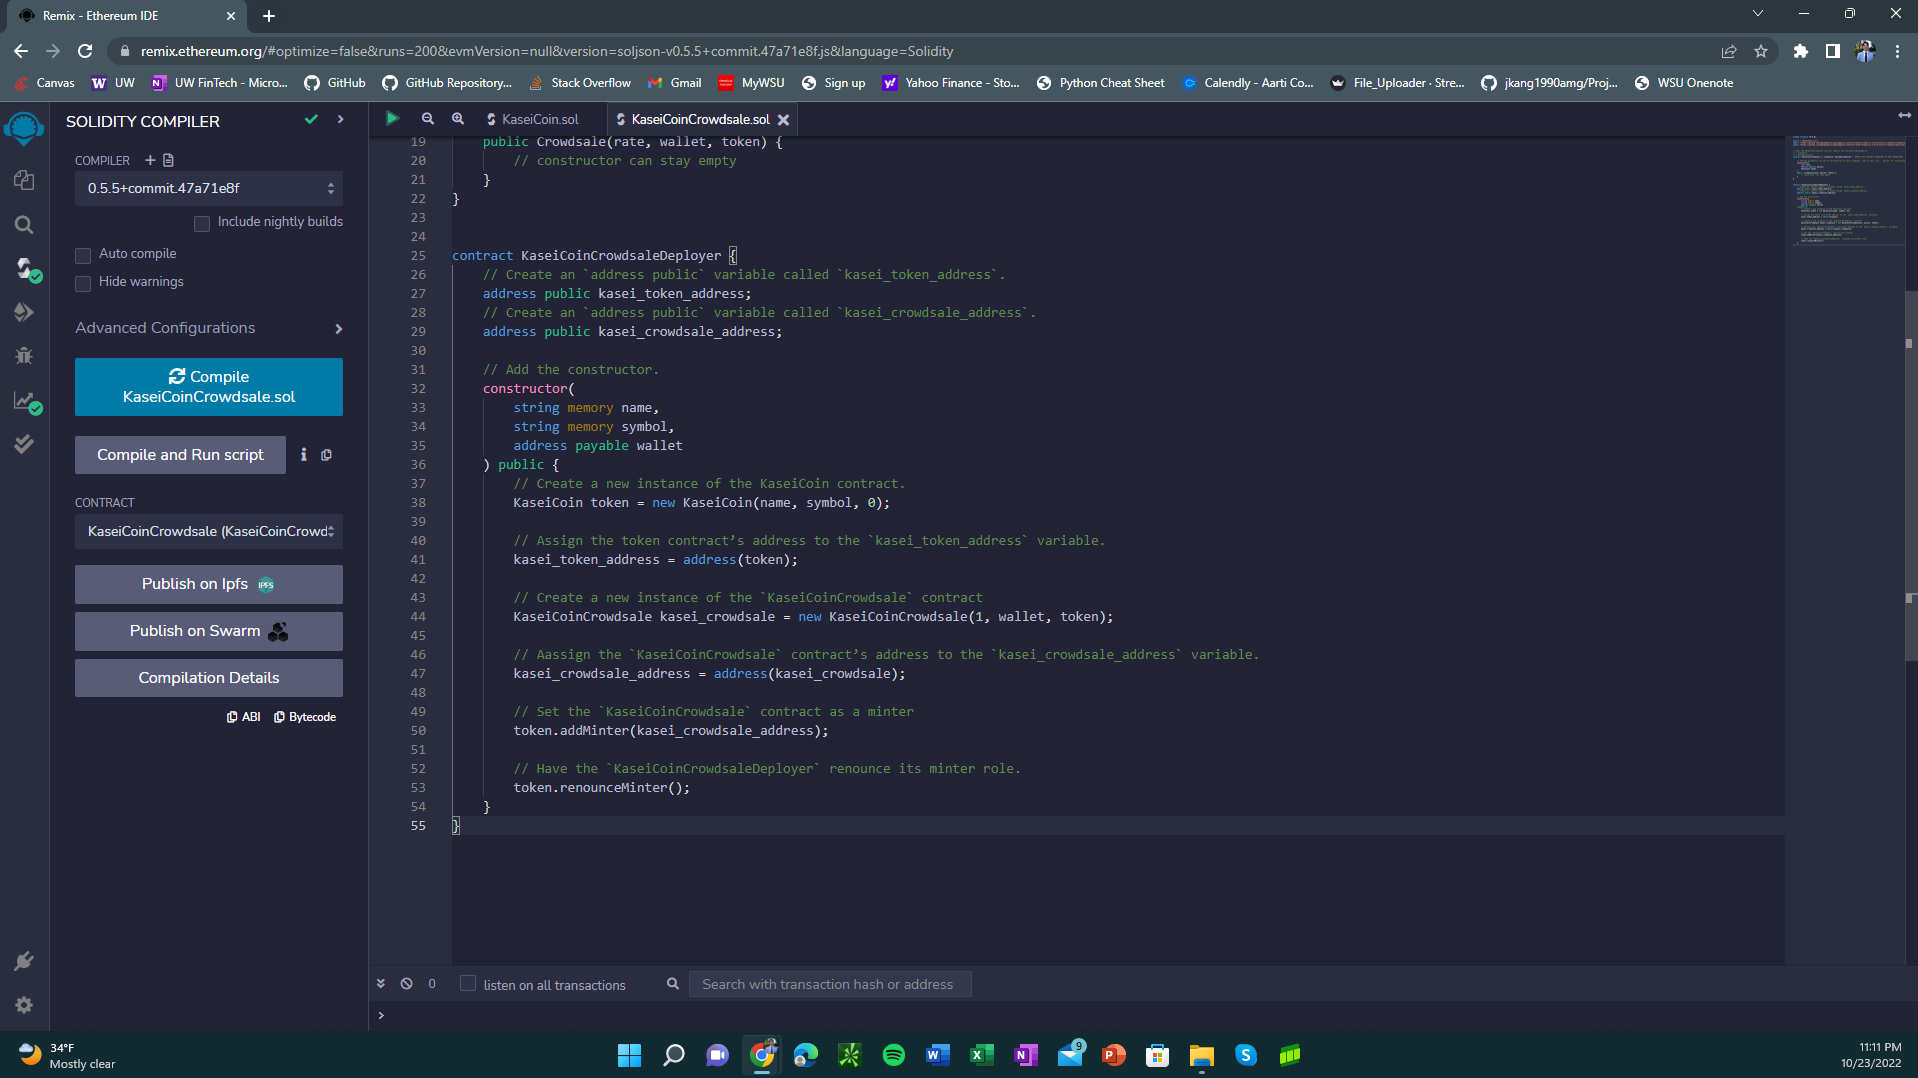 Remix - Ethereum IDE
remix.ethereum.org/#optimize=false&runs=200&evmVersion=null&version=soljson-v0.5.5+commit.47a71e8f.js&language=Solidity
Canvas UW UW FinTech - Micro... GitHub GitHub Repository,... Stack Overflow Gmail MyWSU Sign up Yahoo Finance - Sto... Python Cheat Sheet Calendly - Aarti Co... File_Uploader · Stre... jkang1990amg/Proj... WSU Onenote
SOLIDITY COMPILER
COMPILER
0.5.5+commit.47a71e8f
Include nightly builds
Auto compile
Hide warnings
Advanced Configurations
Compile
KaseiCoinCrowdsale.sol
Compile and Run script
CONTRACT
KaseiCoinCrowdsale (KaseiCoinCrowd
Publish on Ipfs IPFS
Publish on Swarm
Compilation Details
ABI Bytecode
KaseiCoin.sol KaseiCoinCrowdsale.sol
19 public Crowdsale(rate, wallet, token) {
20 // constructor can stay empty
21 }
22 }
23
24
25 contract KaseiCoinCrowdsaleDeployer {
26 // Create an `address public` variable called `kasei_token_address`.
27 address public kasei_token_address;
28 // Create an `address public` variable called `kasei_crowdsale_address`.
29 address public kasei_crowdsale_address;
30
31 // Add the constructor.
32 constructor(
33 string memory name,
34 string memory symbol,
35 address payable wallet
36 ) public {
37 // Create a new instance of the KaseiCoin contract.
38 KaseiCoin token = new KaseiCoin(name, symbol, 0);
39
40 // Assign the token contract’s address to the `kasei_token_address` variable.
41 kasei_token_address = address(token);
42
43 // Create a new instance of the `KaseiCoinCrowdsale` contract
44 KaseiCoinCrowdsale kasei_crowdsale = new KaseiCoinCrowdsale(1, wallet, token);
45
46 // Aassign the `KaseiCoinCrowdsale` contract’s address to the `kasei_crowdsale_address` variable.
47 kasei_crowdsale_address = address(kasei_crowdsale);
48
49 // Set the `KaseiCoinCrowdsale` contract as a minter
50 token.addMinter(kasei_crowdsale_address);
51
52 // Have the `KaseiCoinCrowdsaleDeployer` renounce its minter role.
53 token.renounceMinter();
54 }
55 }
0 listen on all transactions Search with transaction hash or address
>
34°F
Mostly clear
9
11:11 PM
10/23/2022